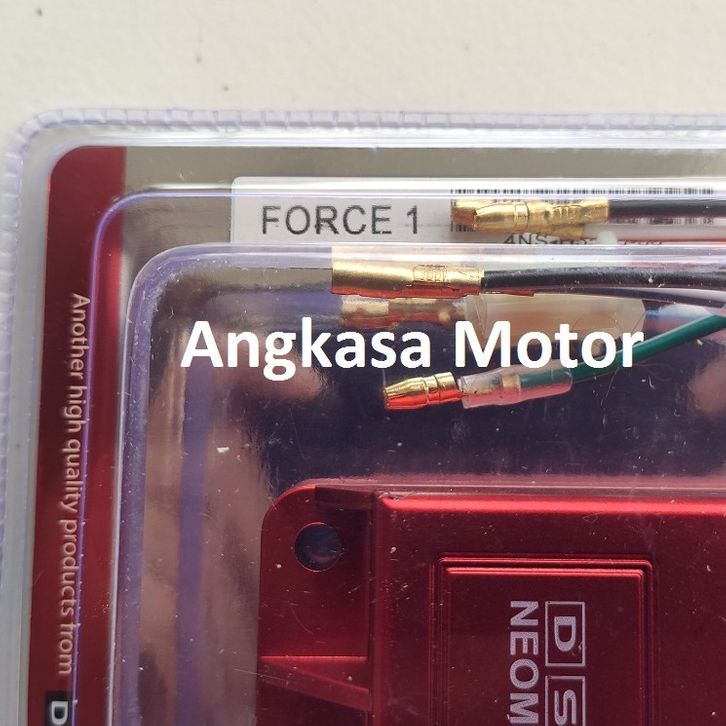 FORCE 1
Angkasa Motor
Another high quality products from
D S
NEOM